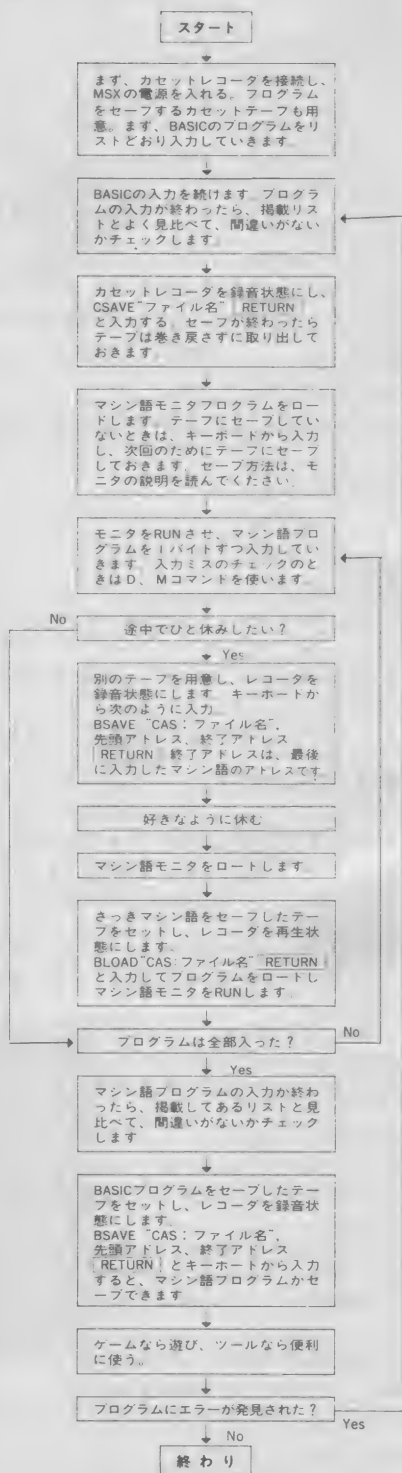 スタート
まず、カセットレコータを接続し、
MSXの電源を入れる。プログラム
をセーフするカセットテーフも用
意。まず、BASICのプログラムをリ
ストどおり入力していきます。
BASICの入力を続けます。プログラ
ムの入力が終わったら、掲載リス
トとよく見比べて、間違いがない
かチェックします。
カセットレコーダを録音状態にし、
CSAVE"ファイル名" RETURN
と入力する。セーフが終わったら
テープは巻き戻さずに取り出して
おきます。
マシン語モニタフログラムをロー
ドします。テーフにセーブしてい
ないときは、キーボードから入力
し、次回のためにテープにセーフ
しておきます。セーブ方法は、モ
ニタの説明を読んてください。
モニタをRUNさせ、マシン語プロ
グラムを1バイトすつ入力してい
きます。入力ミスのチェックのと
きはD、Mコマンドを使います。
No
途中でひと休みしたい？
Yes
別のテープを用意し、レコータを
録音状態にします。キーホートか
ら次のように入力。
BSAVE "CAS：ファイル名",
先頭アトレス、終了アトレス
RETURN 終了アドレスは、最後
に入力したマシン語のアトレスです
好きなように休む
マシン語モニタをロートします。
さっきマシン語をセーフしたテー
フをセットし、レコータを再生状
態にします。
BLOAD"CAS:ファイル名" RETURN
と入力してプログラムをロートし
マシン語モニタをRUNします。
プログラムは全部入った？
No
Yes
マシン語プログラムの入力か終わ
ったら、掲載してあるリストと見
比べて、間違いがないかチェック
します
BASICプログラムをセーブしたテー
フをセットし、レコータを録音状
態にします。
BSAVE "CAS：ファイル名",
先頭アドレス、終了アドレス
RETURN とキーホートから入力
すると、マシン語プログラムかセ
ーブできます
ゲームなら遊び、ツールなら便利
に使う。
プログラムにエラーが発見された？
Yes
No
終わり